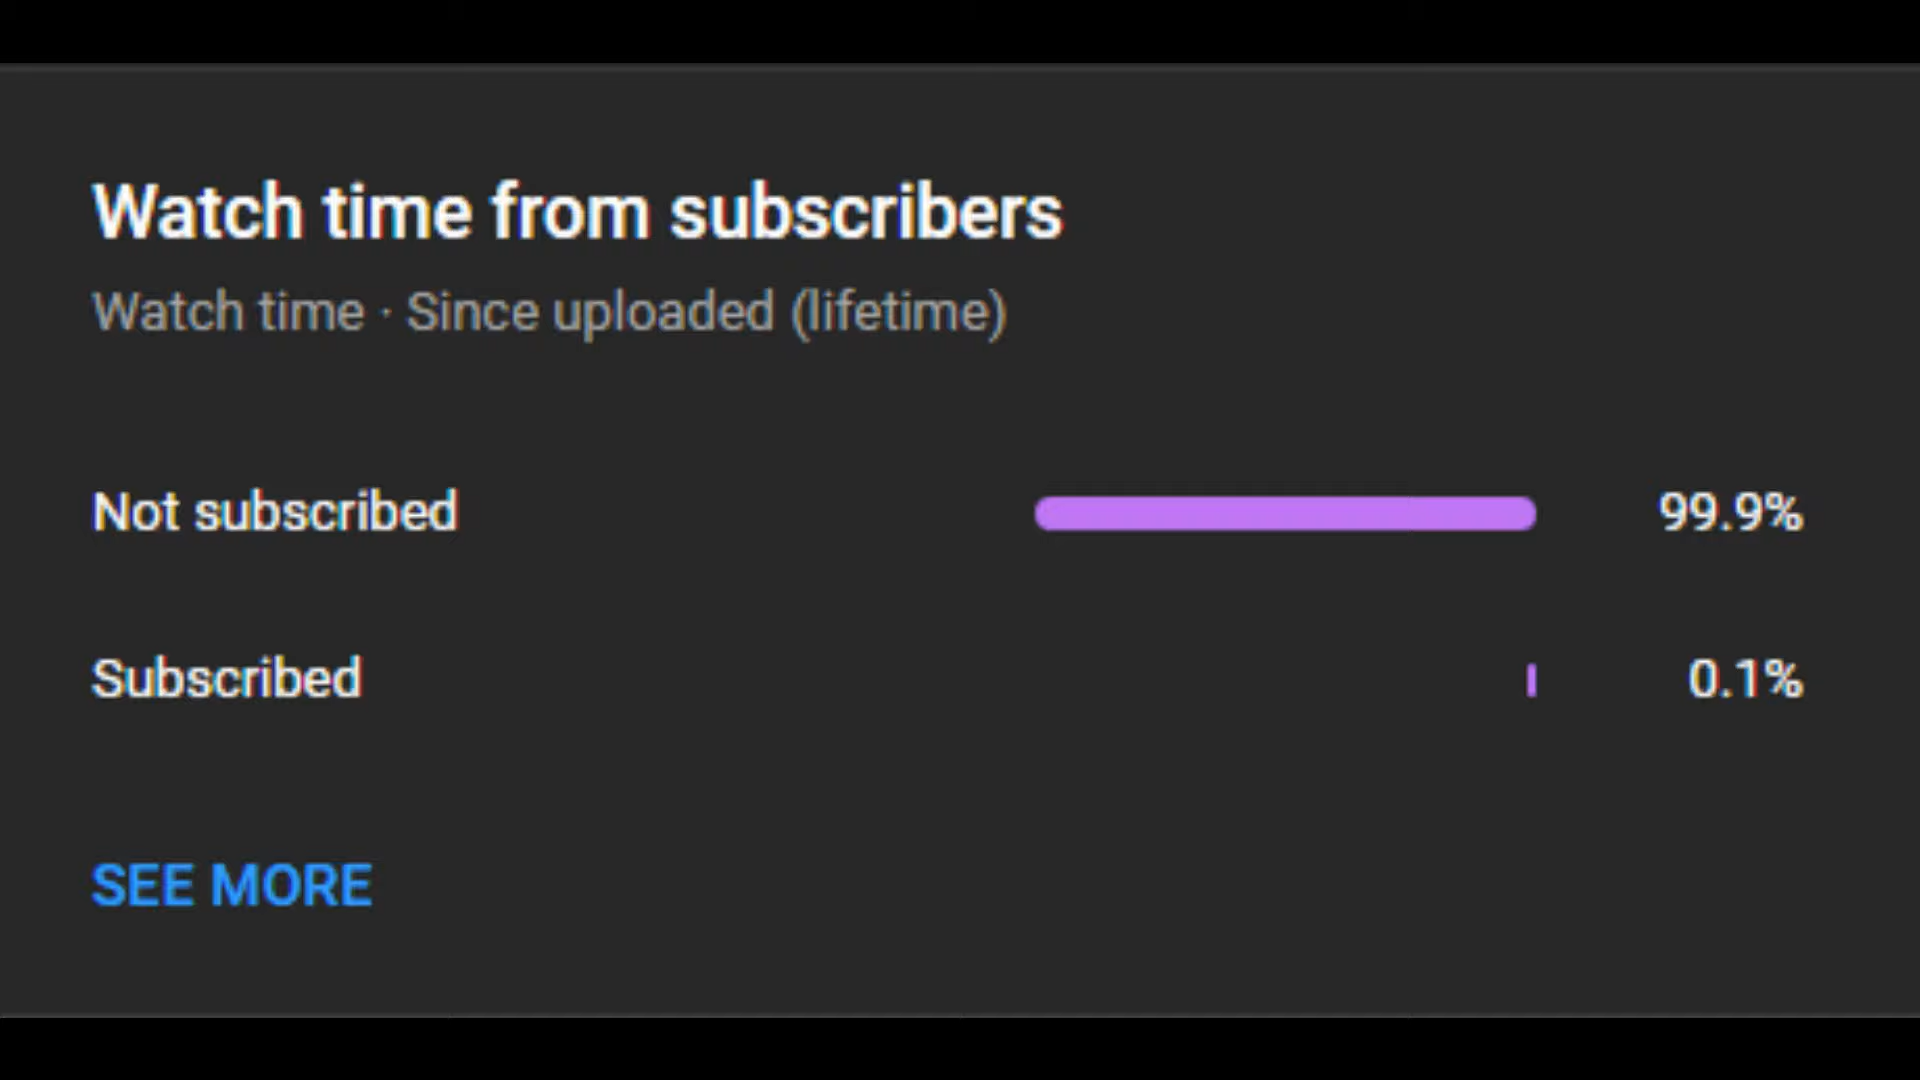 Watch time from subscribers
Watch time · Since uploaded (lifetime)
Not subscribed 99.9%
Subscribed 0.1%
SEE MORE